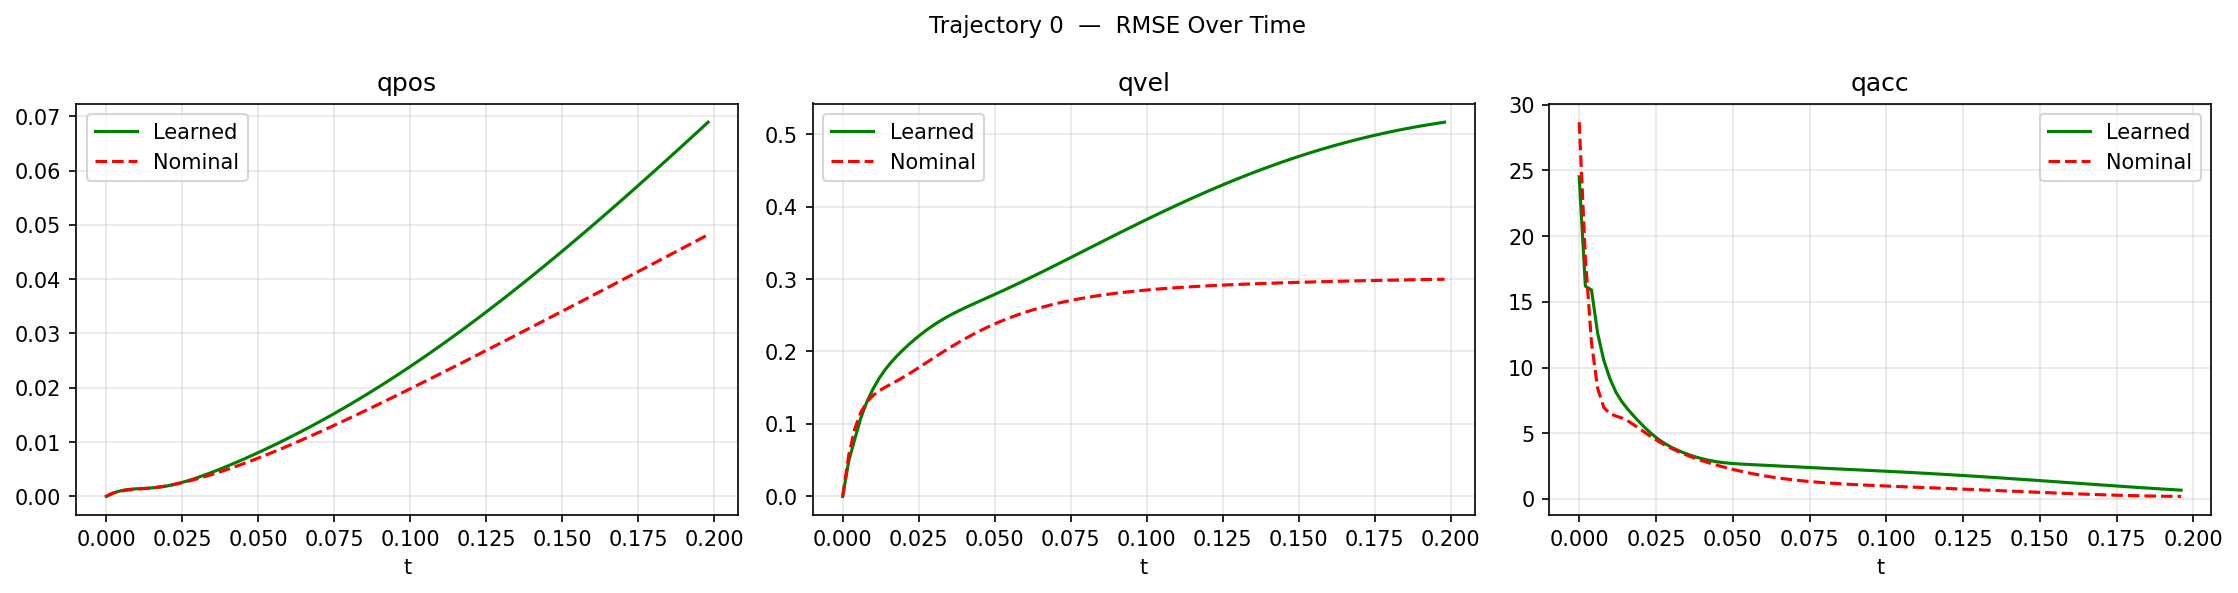 Trajectory 0 — RMSE Over Time
qpos
0.07
0.06
0.05
0.04
0.03
0.02
0.01
0.00
Learned
Nominal
0.000 0.025 0.050 0.075 0.100 0.125 0.150 0.175 0.200
t
qvel
0.5
0.4
0.3
0.2
0.1
0.0
Learned
Nominal
0.000 0.025 0.050 0.075 0.100 0.125 0.150 0.175 0.200
t
qacc
30
25
20
15
10
5
0
Learned
Nominal
0.000 0.025 0.050 0.075 0.100 0.125 0.150 0.175 0.200
t